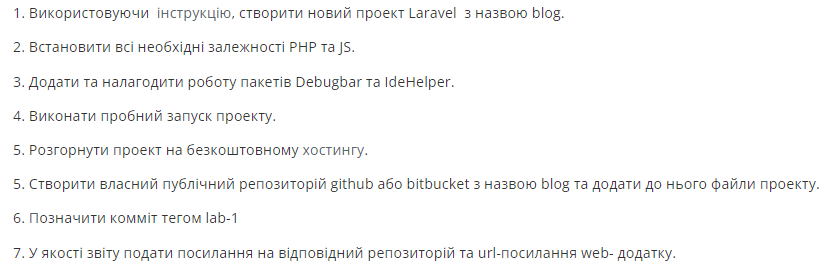 1. Використовуючи інструкцію, створити новий проект Laravel з назвою blog.
2. Встановити всі необхідні залежності PHP та JS.
3. Додати та налагодити роботу пакетів Debugbar та IdeHelper.
4. Виконати пробний запуск проекту.
5. Розгорнути проект на безкоштовному хостингу.
5. Створити власний публічний репозиторій github або bitbucket з назвою blog та додати до нього файли проекту.
6. Позначити комміт тегом lab-1
7. У якості звіту подати посилання на відповідний репозиторій та url-посилання web- додатку.